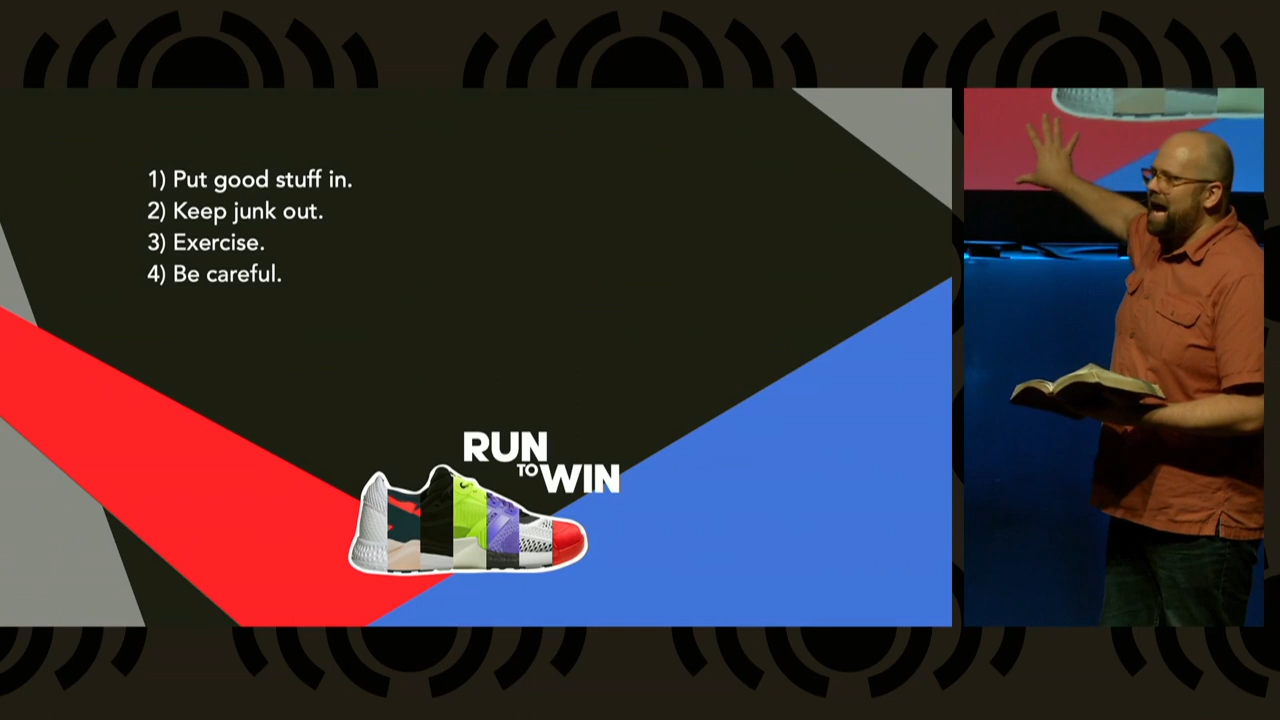 1) Put good stuff in.
2) Keep junk out.
3) Exercise.
4) Be careful.
RUN
TO WIN